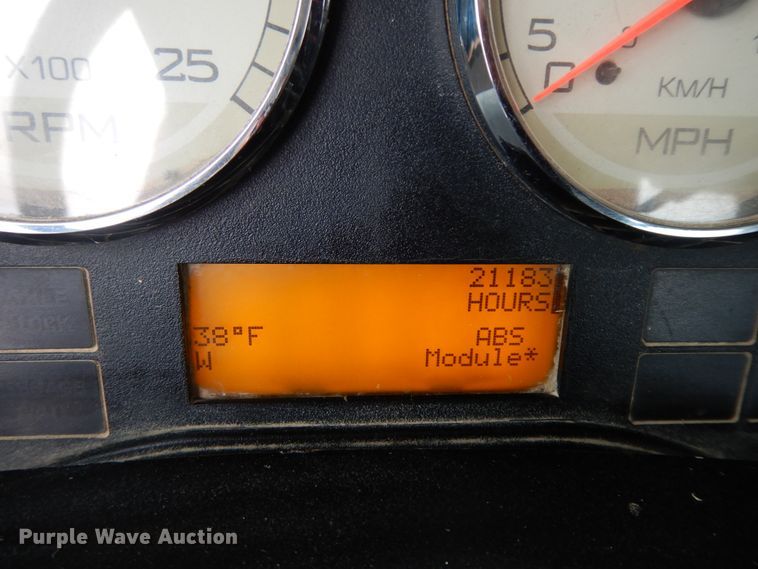 X100
25
RPM
5
0
KM/H
MPH
21183
HOURS
38°F
ABS
W
Module*
Purple Wave Auction®